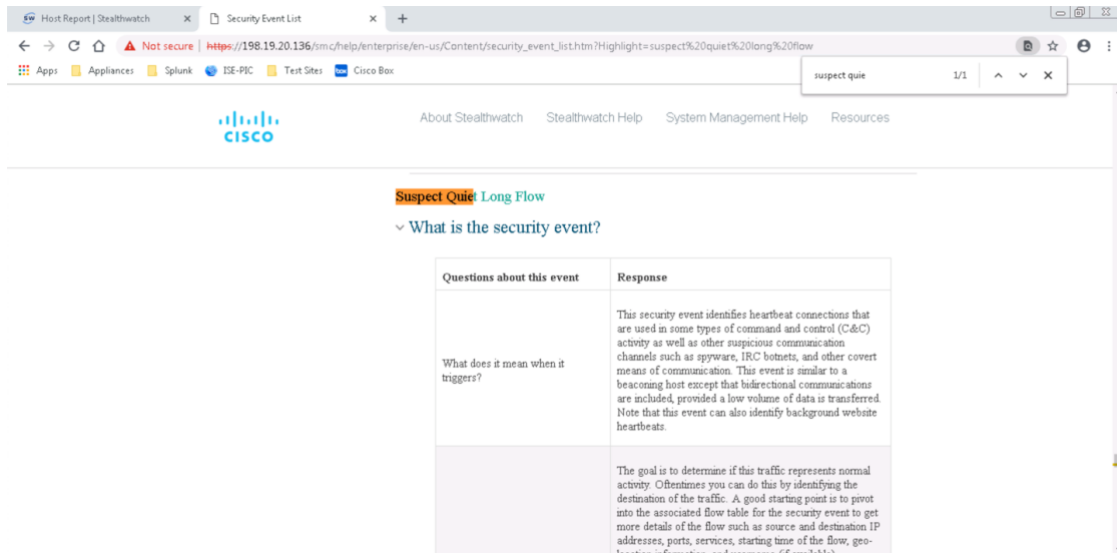 Host Report | Stealthwatch
Security Event List
Not secure | https://198.19.20.136/smc/help/enterprise/en-us/Content/security_event_list.htm?Highlight=suspect%20quiet%20long%20flow
Apps Appliances Splunk ISE-PIC Test Sites box Cisco Box
suspect quie 1/1
CISCO
About Stealthwatch Stealthwatch Help System Management Help Resources
Suspect Quiet Long Flow
What is the security event?
Questions about this event
Response
What does it mean when it
triggers?
This security event identifies heartbeat connections that
are used in some types of command and control (C&C)
activity as well as other suspicious communication
channels such as spyware, IRC botnets, and other covert
means of communication. This event is similar to a
beaconing host except that bidirectional communications
are included, provided a low volume of data is transferred.
Note that this event can also identify background website
heartbeats.
The goal is to determine if this traffic represents normal
activity. Oftentimes you can do this by identifying the
destination of the traffic. A good starting point is to pivot
into the associated flow table for the security event to get
more details of the flow such as source and destination IP
addresses, ports, services, starting time of the flow, geo-
location information, and username (if available)